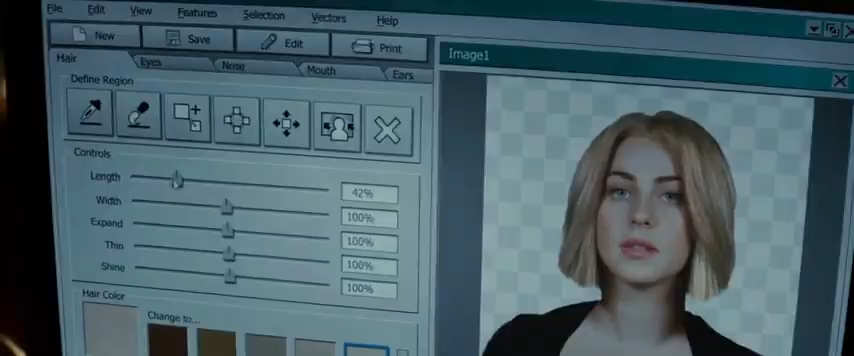 File Edit View Features Selection Vectors Help
New Save Edit Print
Hair Eyes Nose Mouth Ears
Define Region
Controls
Length 42%
Width 100%
Expand 100%
Thin 100%
Shine 100%
Hair Color
Change to...
Image1